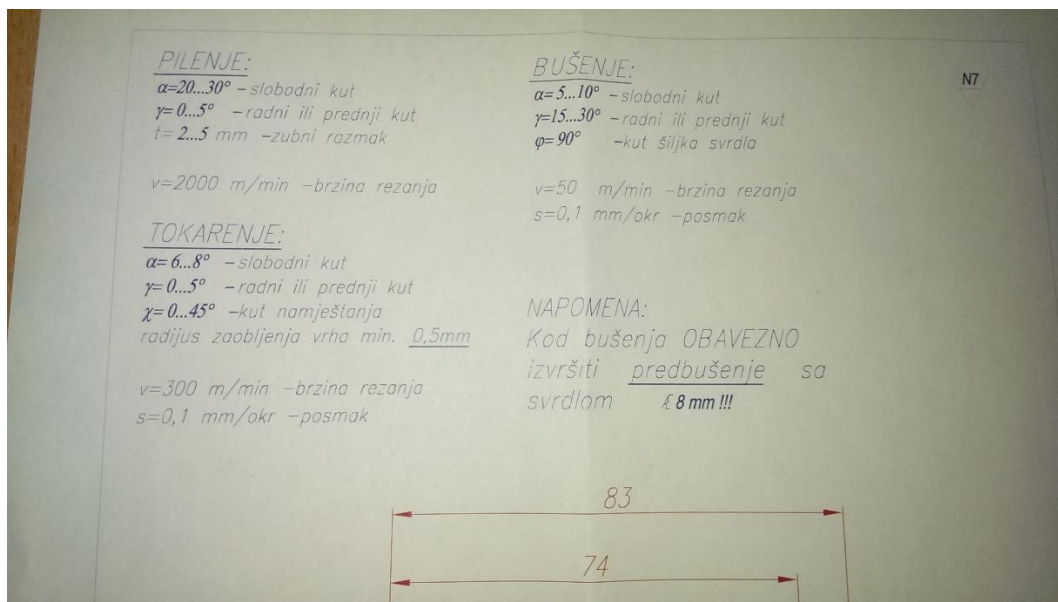 PILENJE:
α=20...30° –slobodni kut
γ=0...5° –radni ili prednji kut
t=2...5 mm –zubni razmak
v=2000 m/min –brzina rezanja
TOKARENJE:
α=6...8° –slobodni kut
γ=0...5° –radni ili prednji kut
χ=0...45° –kut namještanja
radijus zaobljenja vrha min. 0,5mm
v=300 m/min –brzina rezanja
s=0,1 mm/okr –posmak
BUŠENJE:
α=5...10° –slobodni kut
γ=15...30° –radni ili prednji kut
φ=90° –kut šiljka svrdla
v=50 m/min –brzina rezanja
s=0,1 mm/okr –posmak
NAPOMENA:
Kod bušenja OBAVEZNO
izvršiti predbušenje sa
svrdlom Æ 8 mm !!!
N7
83
74